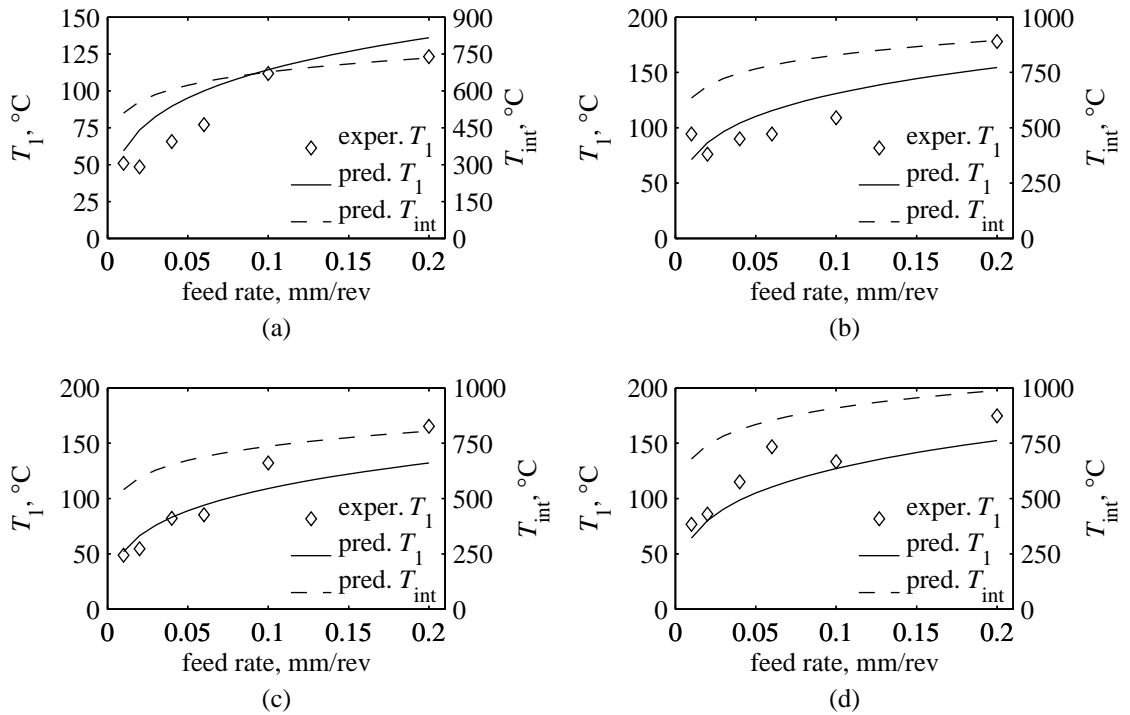 150
125
100
75
50
25
0
T1, °C
900
750
600
450
300
150
0
Tint, °C
exper. T1
pred. T1
pred. Tint
0
0.05
0.1
0.15
0.2
feed rate, mm/rev
(a)
200
150
100
50
0
T1, °C
1000
750
500
250
0
Tint, °C
exper. T1
pred. T1
pred. Tint
0
0.05
0.1
0.15
0.2
feed rate, mm/rev
(b)
200
150
100
50
0
T1, °C
1000
750
500
250
0
Tint, °C
exper. T1
pred. T1
pred. Tint
0
0.05
0.1
0.15
0.2
feed rate, mm/rev
(c)
200
150
100
50
0
T1, °C
1000
750
500
250
0
Tint, °C
exper. T1
pred. T1
pred. Tint
0
0.05
0.1
0.15
0.2
feed rate, mm/rev
(d)